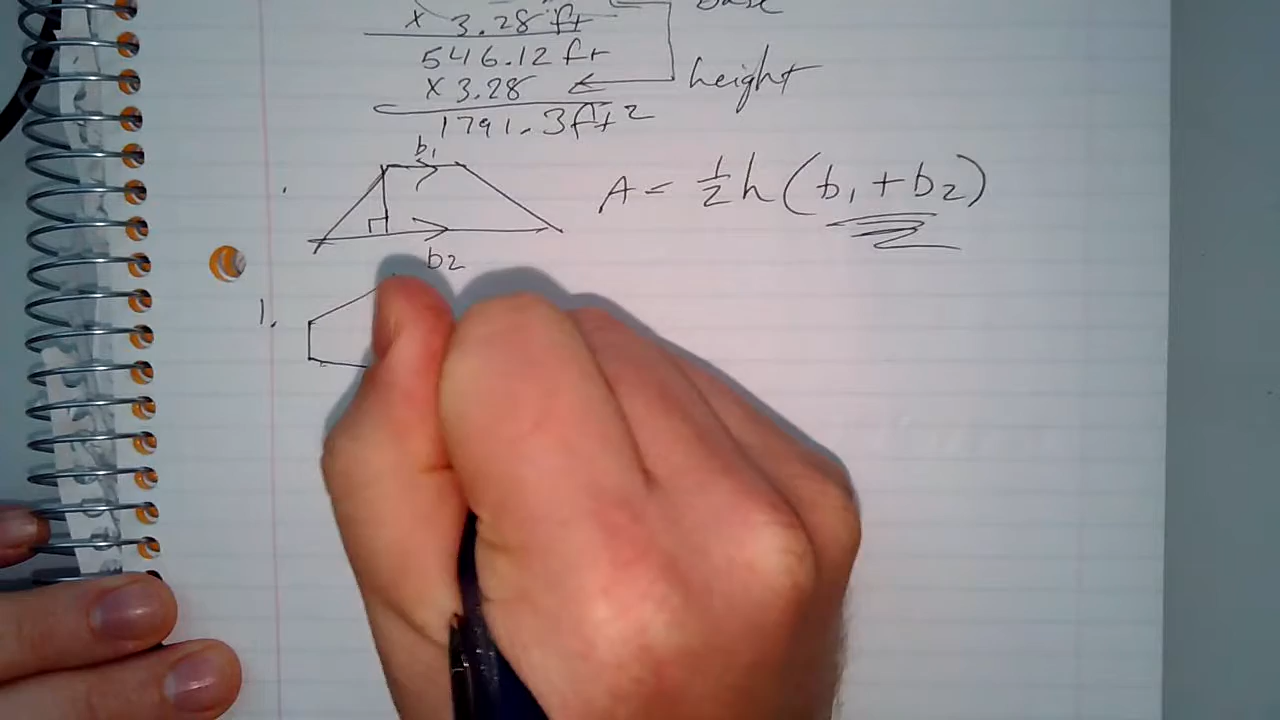 base
x 3.28 ft
546.12 ft
x 3.28 height
1791.3 ft²
b₁
A = ½h(b₁ + b₂)
b₂
1.